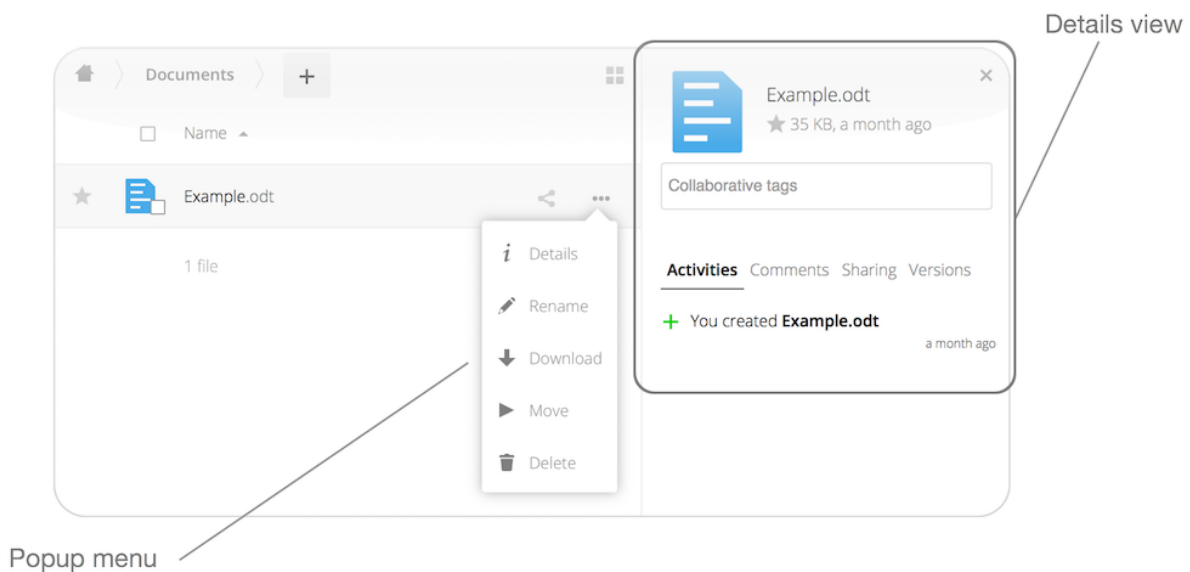 Details view
Documents
Example.odt
35 KB, a month ago
Name
Collaborative tags
Example.odt
1 file
Details
Rename
Download
Move
Delete
Activities Comments Sharing Versions
You created Example.odt
a month ago
Popup menu